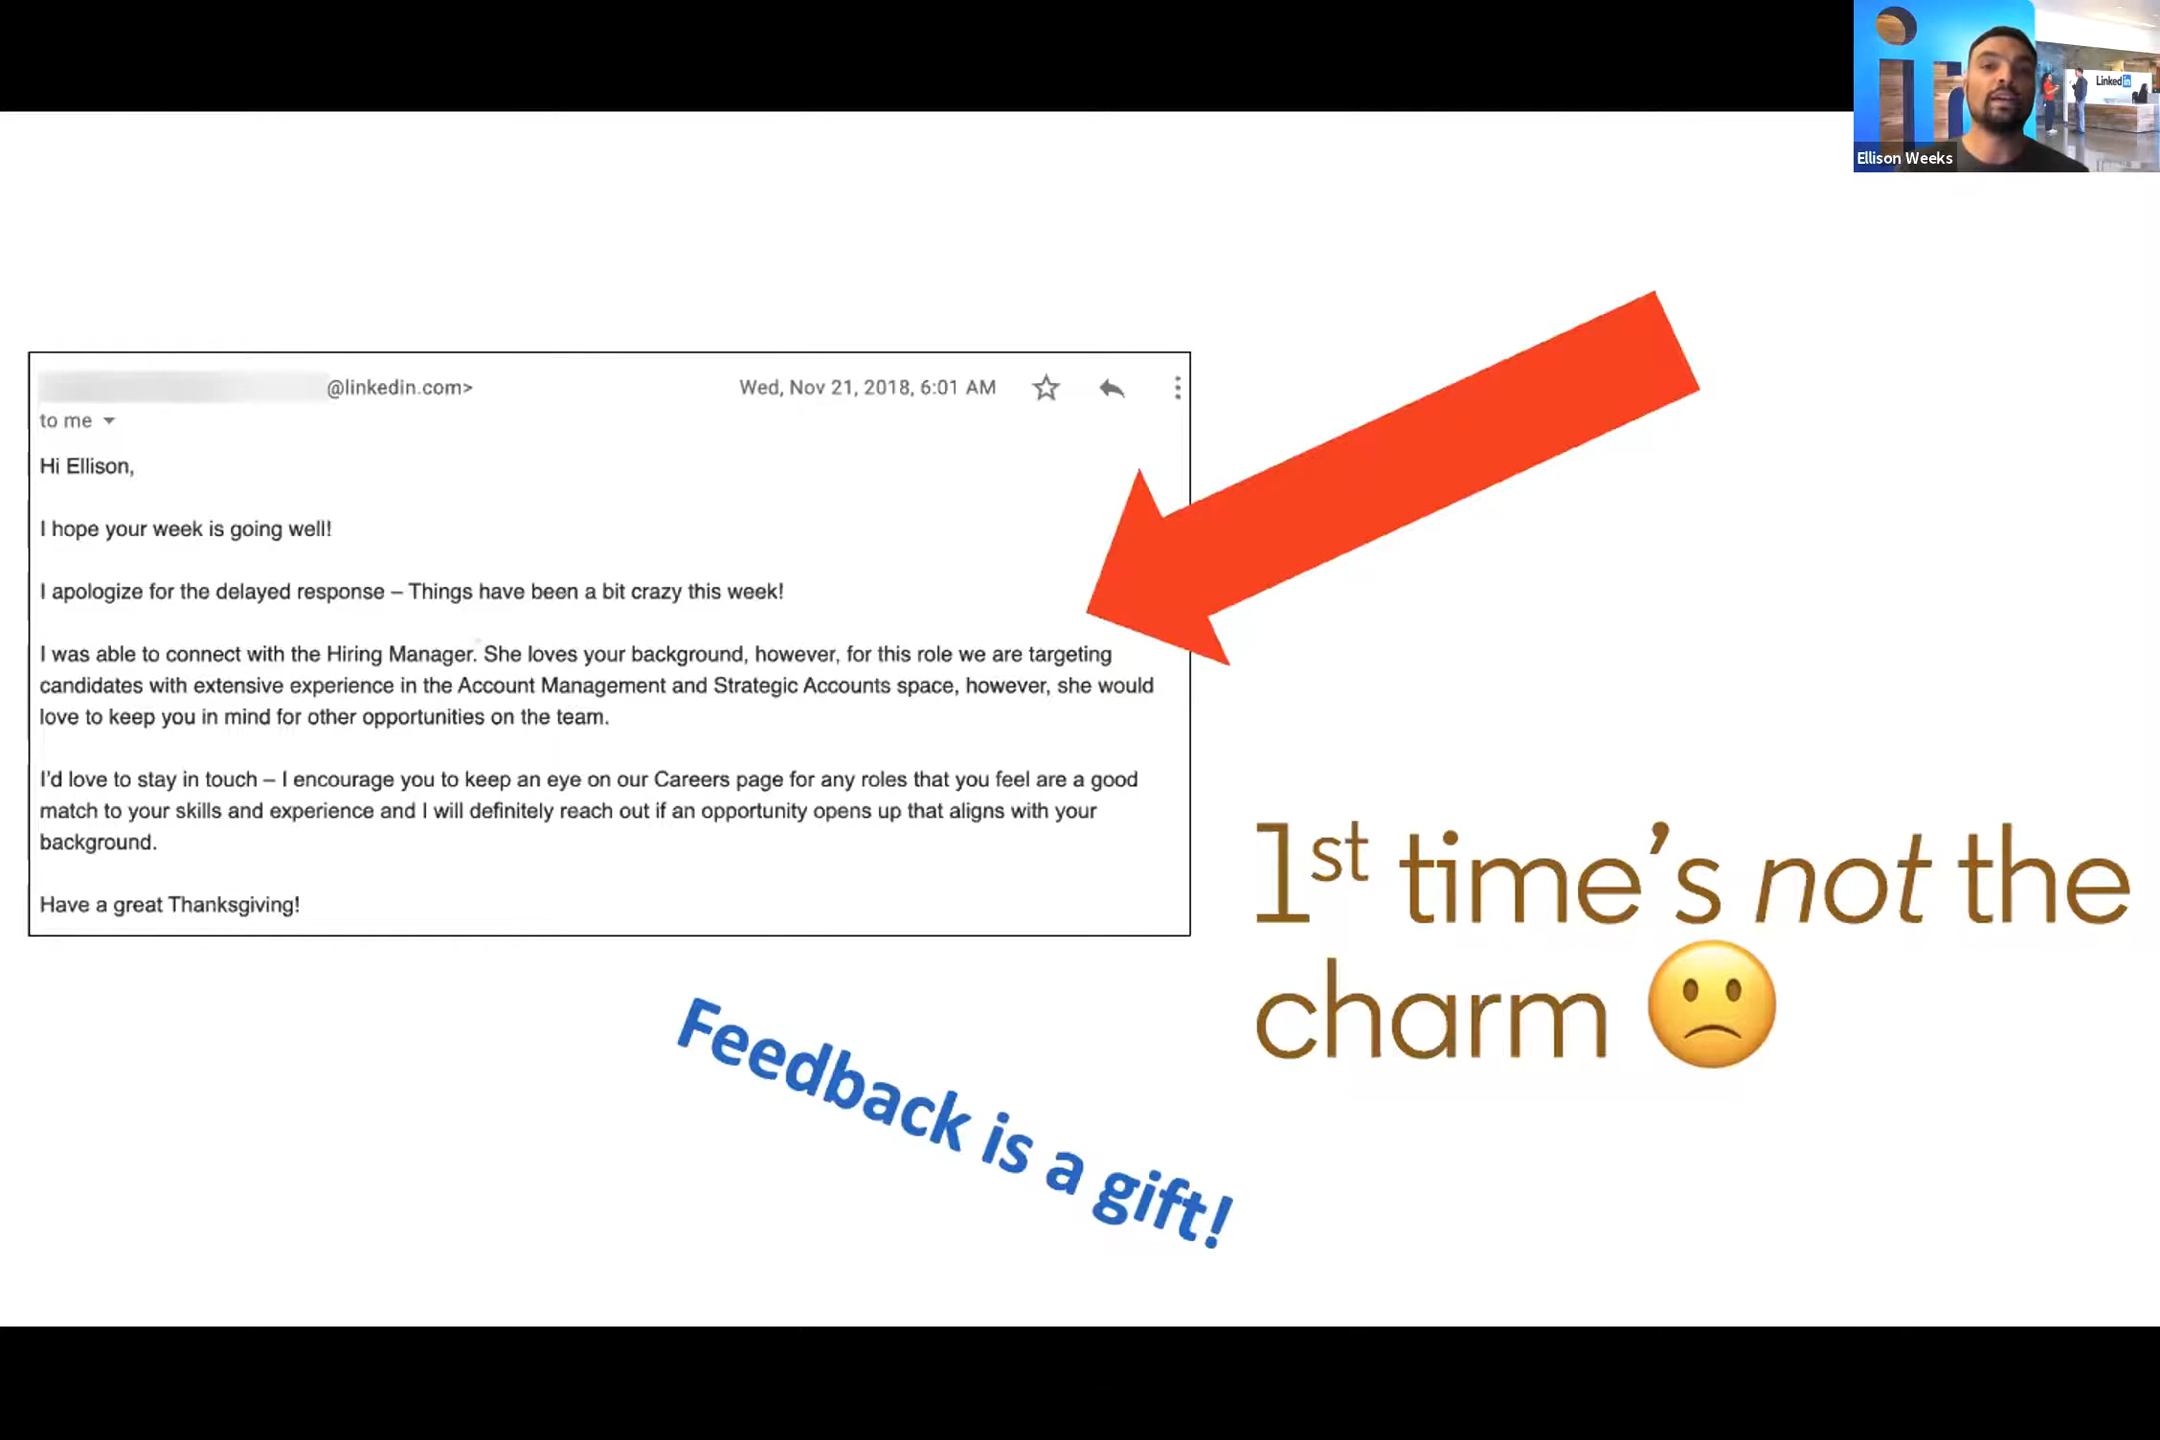 LinkedIn
Ellison Weeks
@linkedin.com>
Wed, Nov 21, 2018, 6:01 AM
to me
Hi Ellison,
I hope your week is going well!
I apologize for the delayed response – Things have been a bit crazy this week!
I was able to connect with the Hiring Manager. She loves your background, however, for this role we are targeting
candidates with extensive experience in the Account Management and Strategic Accounts space, however, she would
love to keep you in mind for other opportunities on the team.
I'd love to stay in touch – I encourage you to keep an eye on our Careers page for any roles that you feel are a good
match to your skills and experience and I will definitely reach out if an opportunity opens up that aligns with your
background.
Have a great Thanksgiving!
1st time's not the
charm
Feedback is a gift!